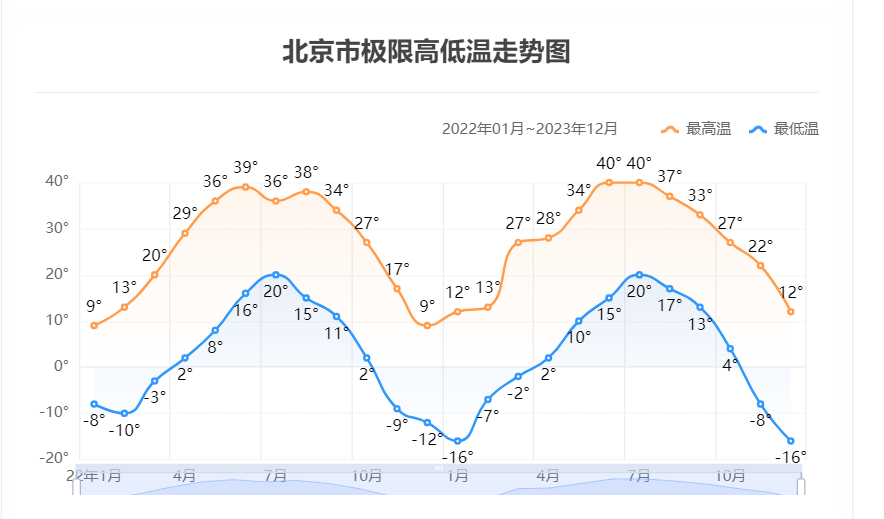 北京市极限高低温走势图
2022年01月~2023年12月 最高温 最低温
40° 30° 20° 10° 0° -10° -20°
9° 13° 20° 29° 36° 39° 36° 38° 34° 27° 17° 9° 12° 13° 27° 28° 34° 40° 40° 37° 33° 27° 22° 12°
-8° -10° -3° 2° 8° 16° 20° 15° 11° 2° -9° -12° -16° -7° -2° 2° 10° 15° 20° 17° 13° 4° -8° -16°
22年1月 4月 7月 10月 1月 4月 7月 10月